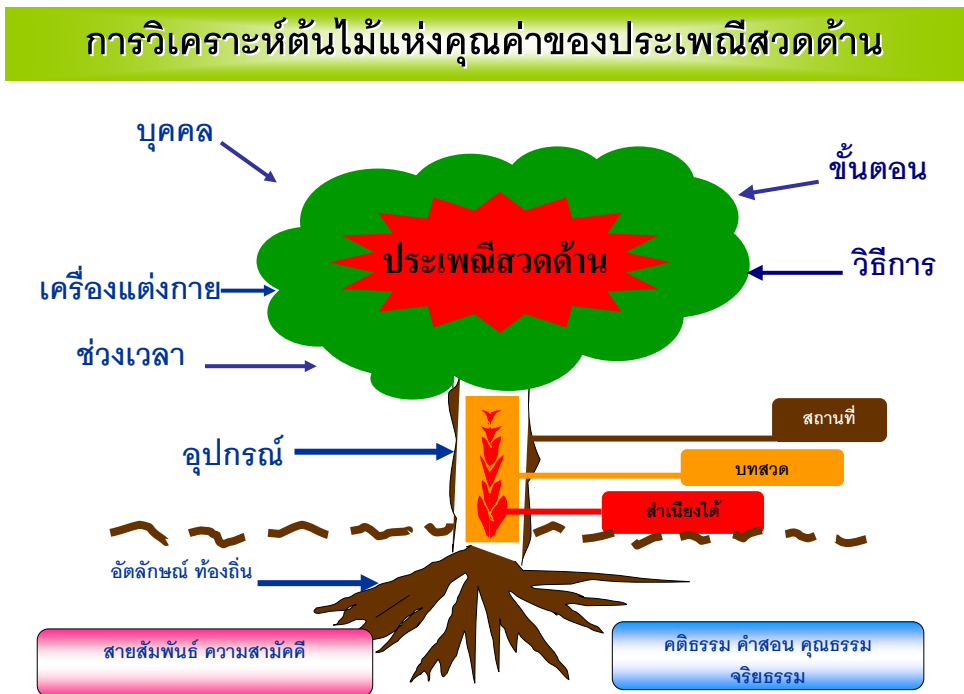 การวิเคราะห์ต้นไม้แห่งคุณค่าของประเพณีสวดด้าน
บุคคล
ขั้นตอน
ประเพณีสวดด้าน
วิธีการ
เครื่องแต่งกาย
ช่วงเวลา
สถานที่
อุปกรณ์
บทสวด
สำเนียงใต้
อัตลักษณ์ ท้องถิ่น
สายสัมพันธ์ ความสามัคคี
คติธรรม คำสอน คุณธรรม
จริยธรรม